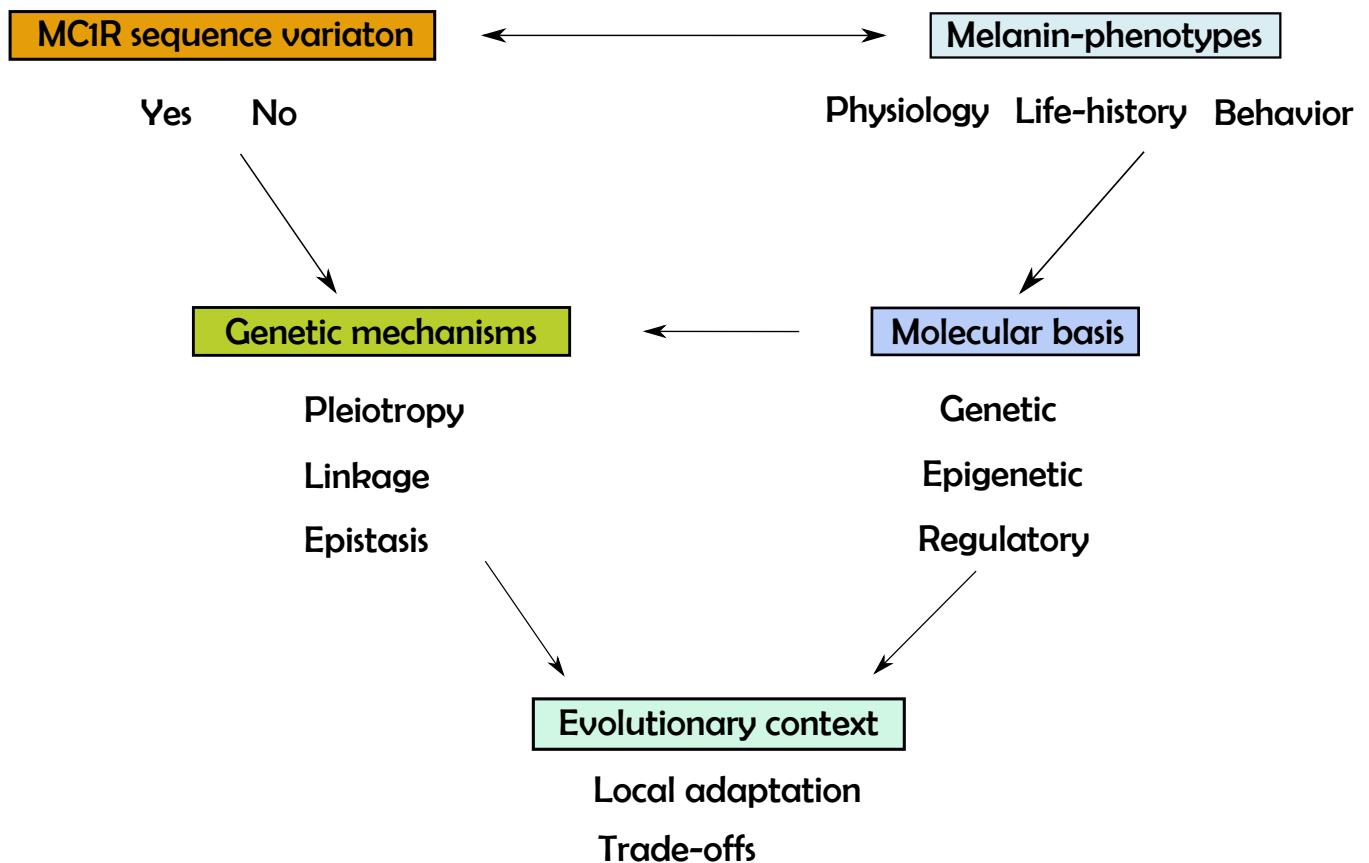 MC1R sequence variaton
Melanin-phenotypes
Yes No
Physiology Life-history Behavior
Genetic mechanisms
Molecular basis
Pleiotropy
Genetic
Linkage
Epigenetic
Epistasis
Regulatory
Evolutionary context
Local adaptation
Trade-offs